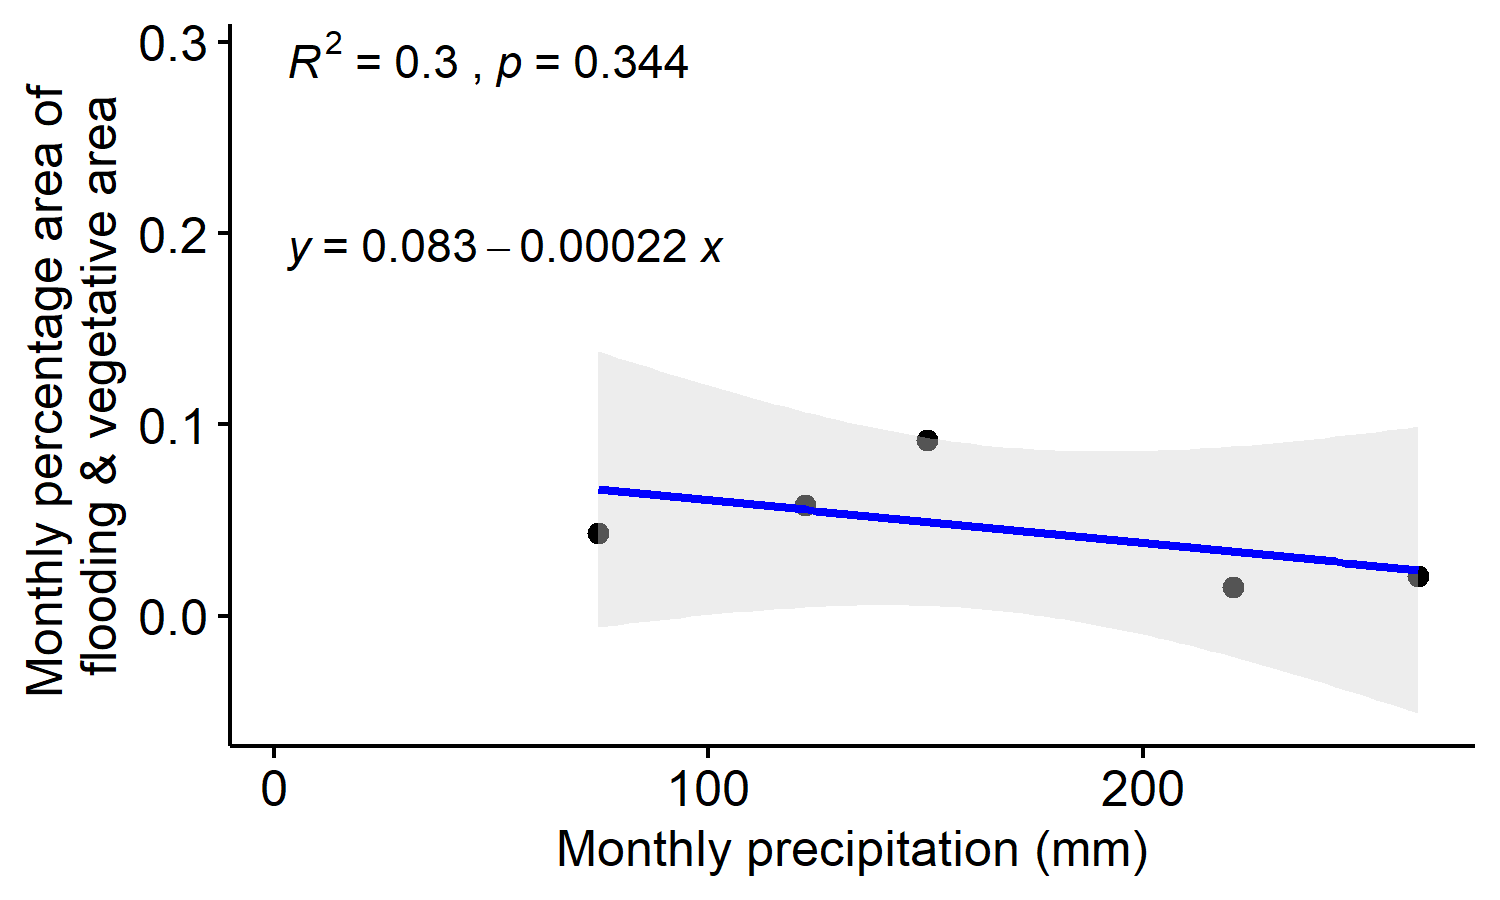 Monthly percentage area of
flooding & vegetative area
0.3
0.2
0.1
0.0
R² = 0.3 , p = 0.344
y = 0.083 – 0.00022 x
0 100 200
Monthly precipitation (mm)